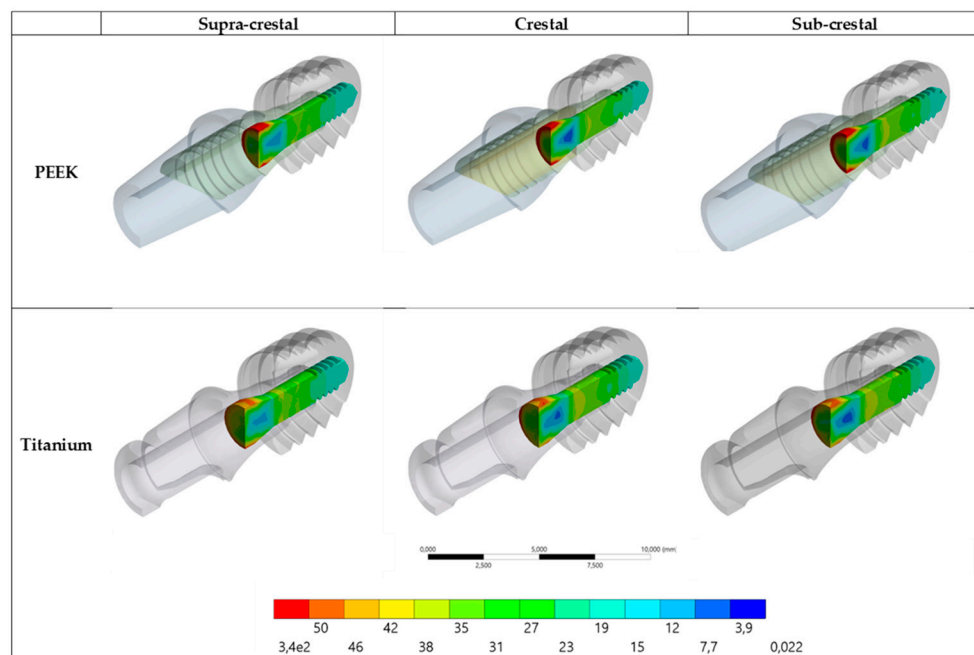 Supra-crestal Crestal Sub-crestal
PEEK
Titanium
0,000 5,000 10,000 (mm)
2,500 7,500
50 42 35 27 19 12 3,9
3,4e2 46 38 31 23 15 7,7 0,022